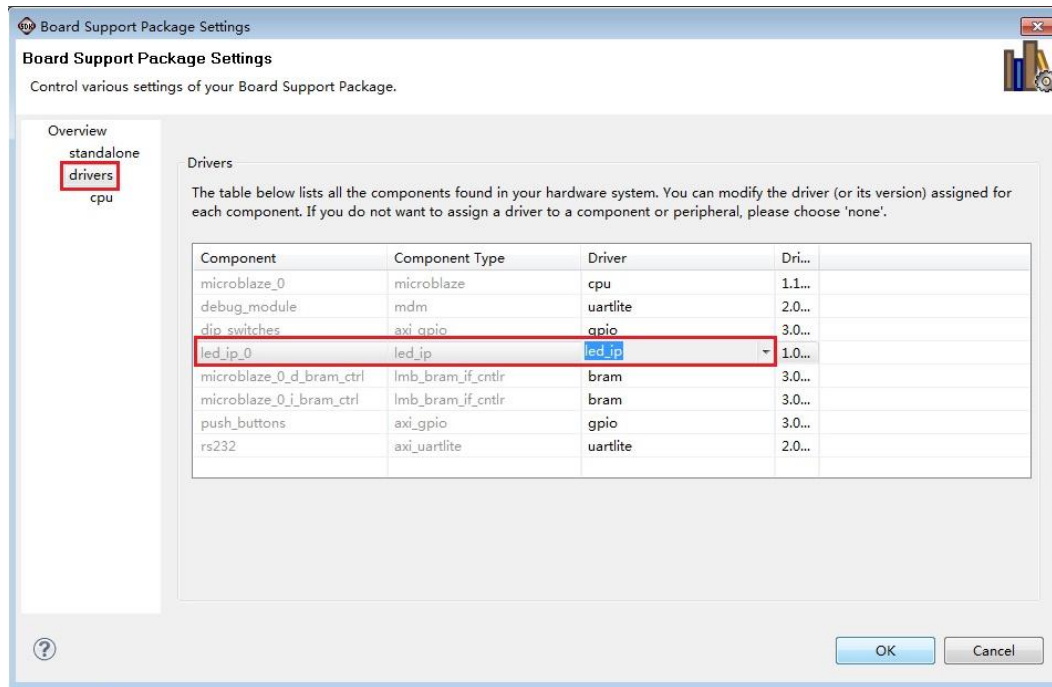 Board Support Package Settings
Board Support Package Settings
Control various settings of your Board Support Package.
Overview
standalone
drivers
cpu
Drivers
The table below lists all the components found in your hardware system. You can modify the driver (or its version) assigned for
each component. If you do not want to assign a driver to a component or peripheral, please choose 'none'.
Component Component Type Driver Dri...
microblaze_0 microblaze cpu 1.1...
debug_module mdm uartlite 2.0...
dip_switches axi_gpio gpio 3.0...
led_ip_0 led_ip led_ip 1.0...
microblaze_0_d_bram_ctrl lmb_bram_if_cntlr bram 3.0...
microblaze_0_i_bram_ctrl lmb_bram_if_cntlr bram 3.0...
push_buttons axi_gpio gpio 3.0...
rs232 axi_uartlite uartlite 2.0...
?
OK Cancel